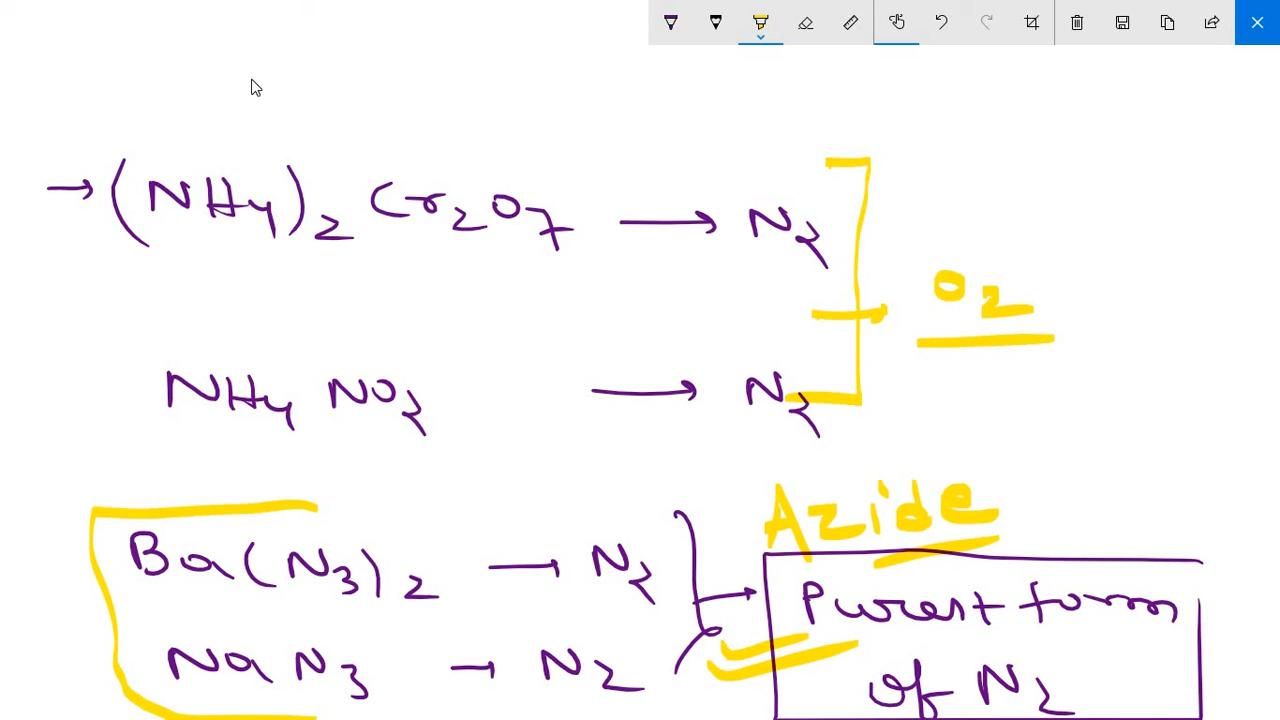 → (NH4)2 Cr2O7 → N2
O2
NH4 NO2 → N2
Azide
Ba(N3)2 → N2
Purest form
NaN3 → N2
of N2